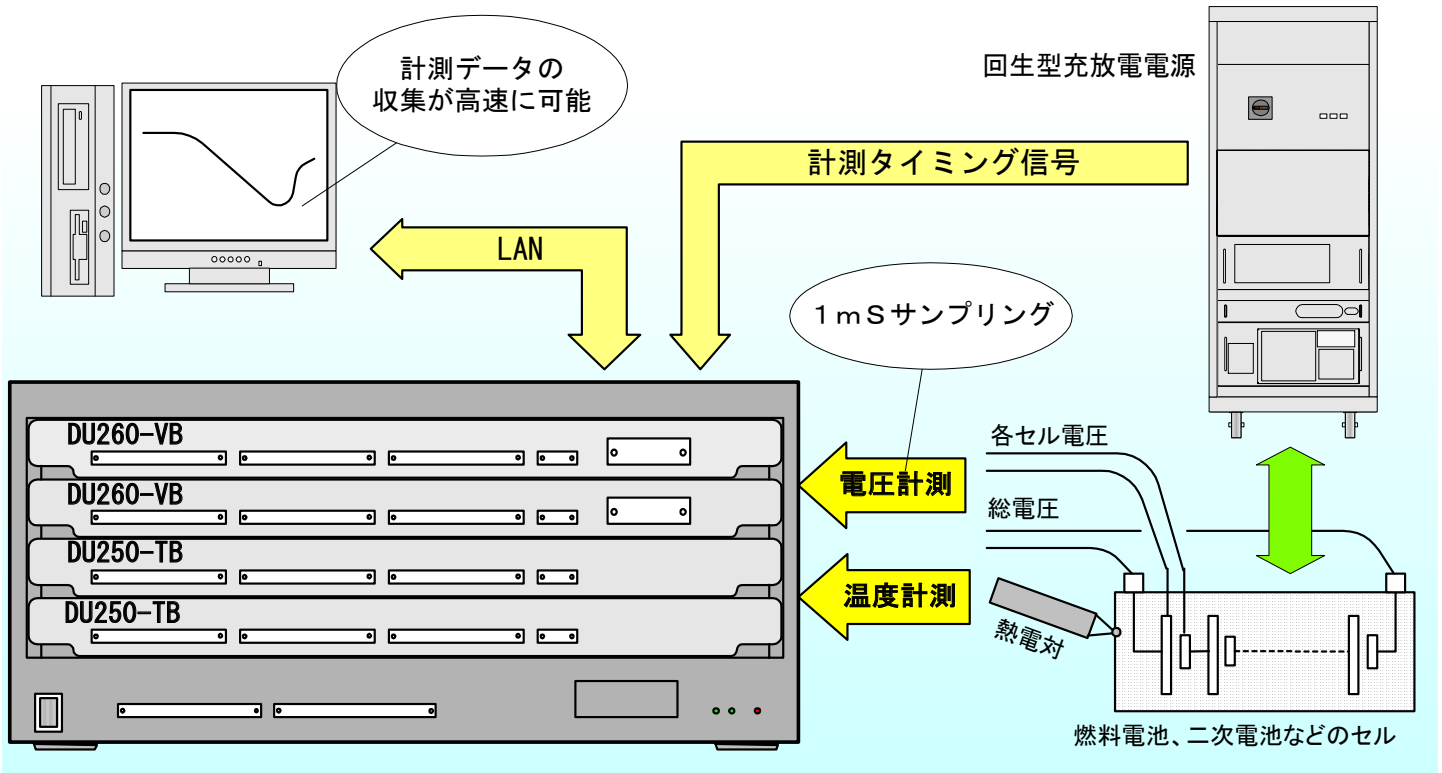 計測データの
収集が高速に可能
回生型充放電電源
計測タイミング信号
LAN
1mSサンプリング
DU260-VB
DU260-VB
DU250-TB
DU250-TB
電圧計測
温度計測
各セル電圧
総電圧
熱電対
燃料電池、二次電池などのセル